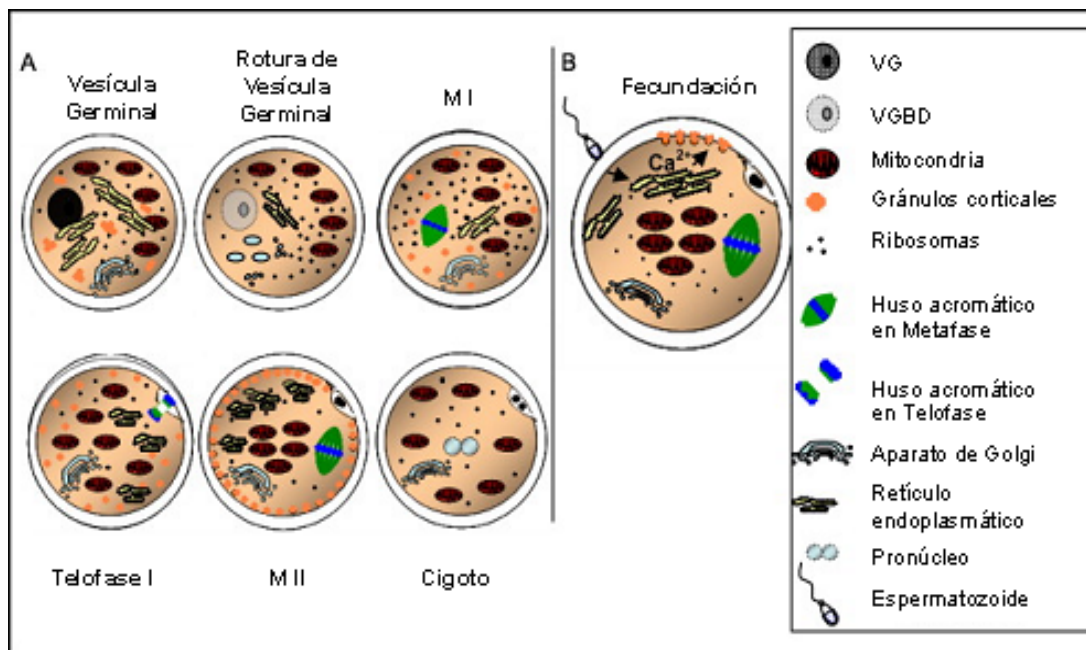 A
Vesícula
Germinal
Rotura de
Vesícula
Germinal
M I
Telofase I
M II
Cigoto
B
Fecundación
Ca2+
VG
VGBD
Mitocondria
Gránulos corticales
Ribosomas
Huso acromático
en Metafase
Huso acromático
en Telofase
Aparato de Golgi
Retículo
endoplasmático
Pronúcleo
Espermatozoide